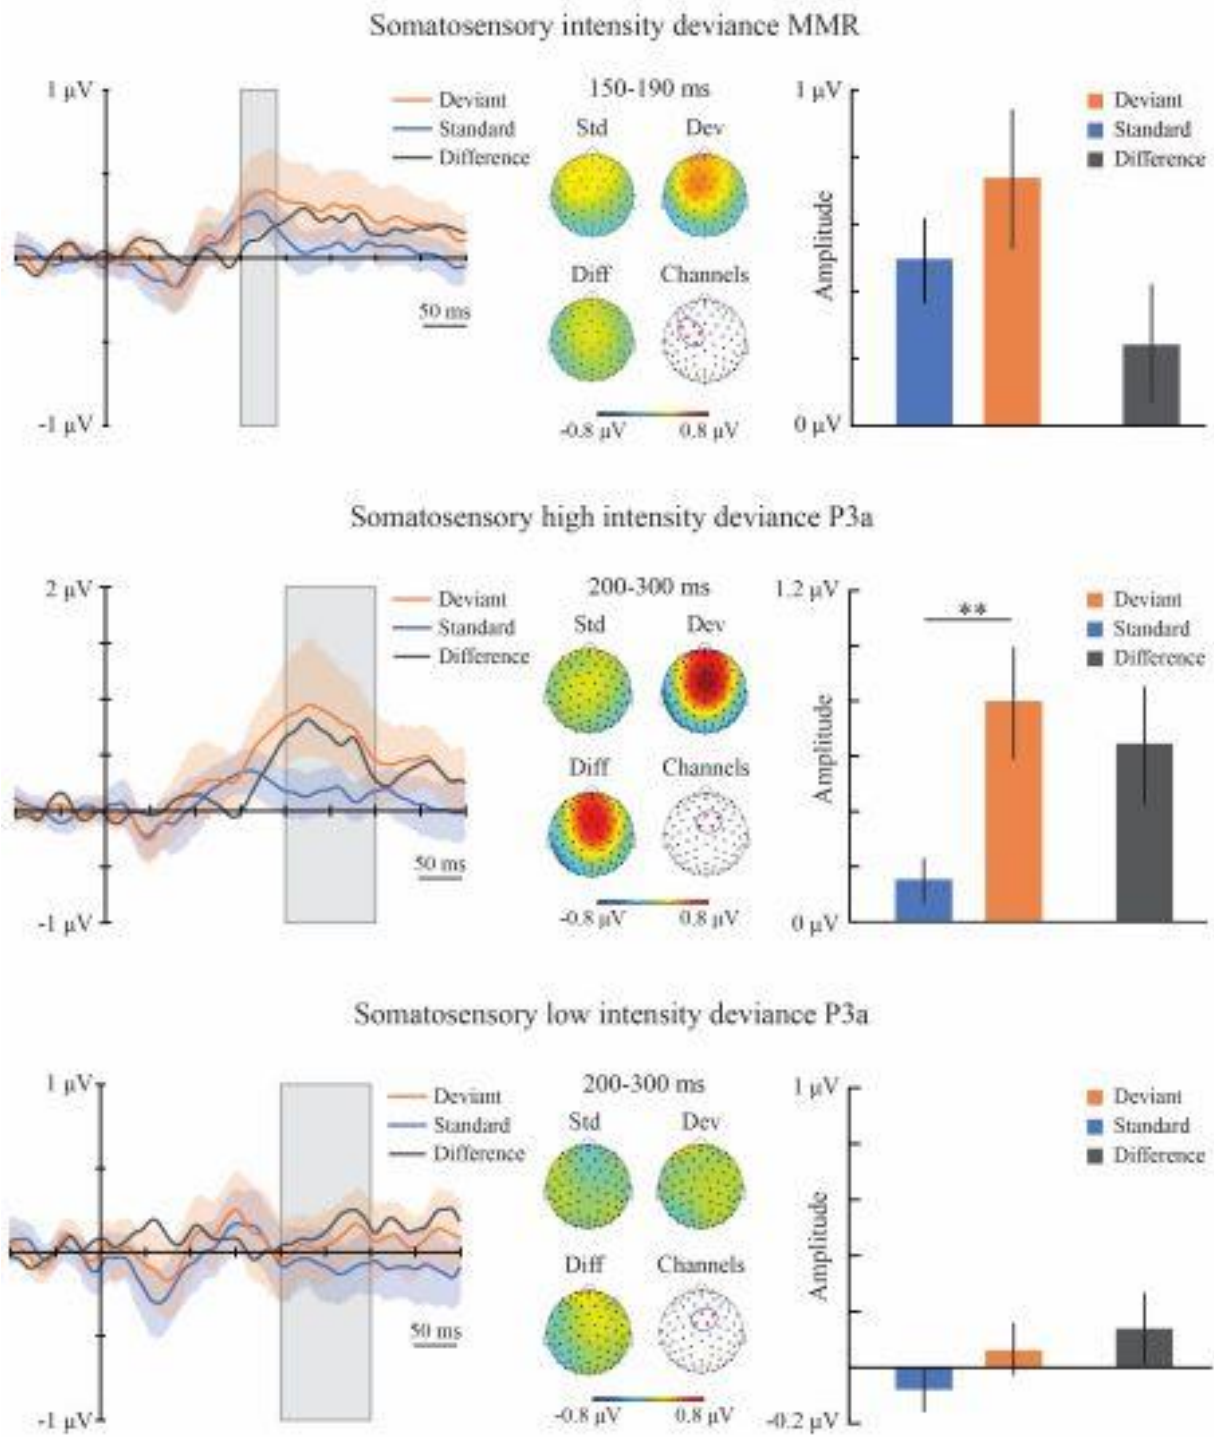 Somatosensory intensity deviance MMR
1 μV
Deviant
Standard
Difference
50 ms
-1 μV
150-190 ms
Std Dev
Diff Channels
-0.8 μV 0.8 μV
1 μV
Amplitude
0 μV
Deviant
Standard
Difference
Somatosensory high intensity deviance P3a
2 μV
Deviant
Standard
Difference
50 ms
-1 μV
200-300 ms
Std Dev
Diff Channels
-0.8 μV 0.8 μV
1.2 μV
**
Amplitude
0 μV
Deviant
Standard
Difference
Somatosensory low intensity deviance P3a
1 μV
Deviant
Standard
Difference
50 ms
-1 μV
200-300 ms
Std Dev
Diff Channels
-0.8 μV 0.8 μV
1 μV
Amplitude
-0.2 μV
Deviant
Standard
Difference